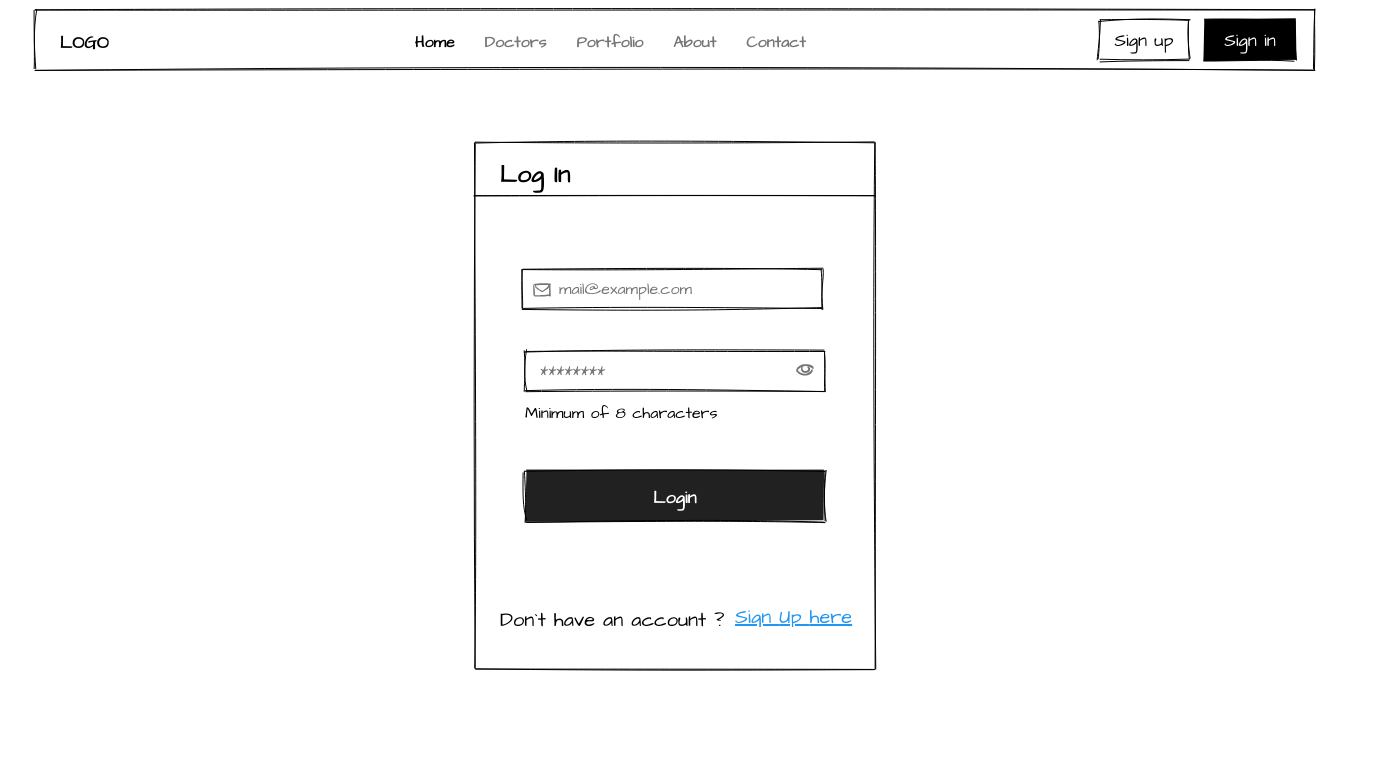 LOGO Home Doctors Portfolio About Contact Sign up Sign in
Log In
mail@example.com
********
Minimum of 8 characters
Login
Don't have an account ? Sign Up here